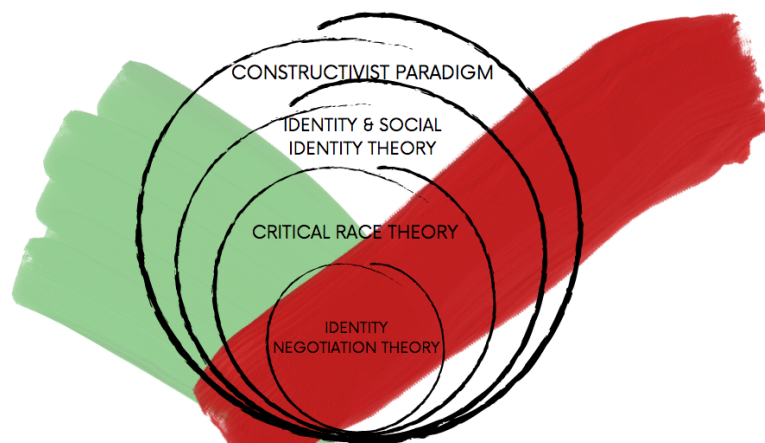 CONSTRUCTIVIST PARADIGM
IDENTITY & SOCIAL
IDENTITY THEORY
CRITICAL RACE THEORY
IDENTITY
NEGOTIATION THEORY